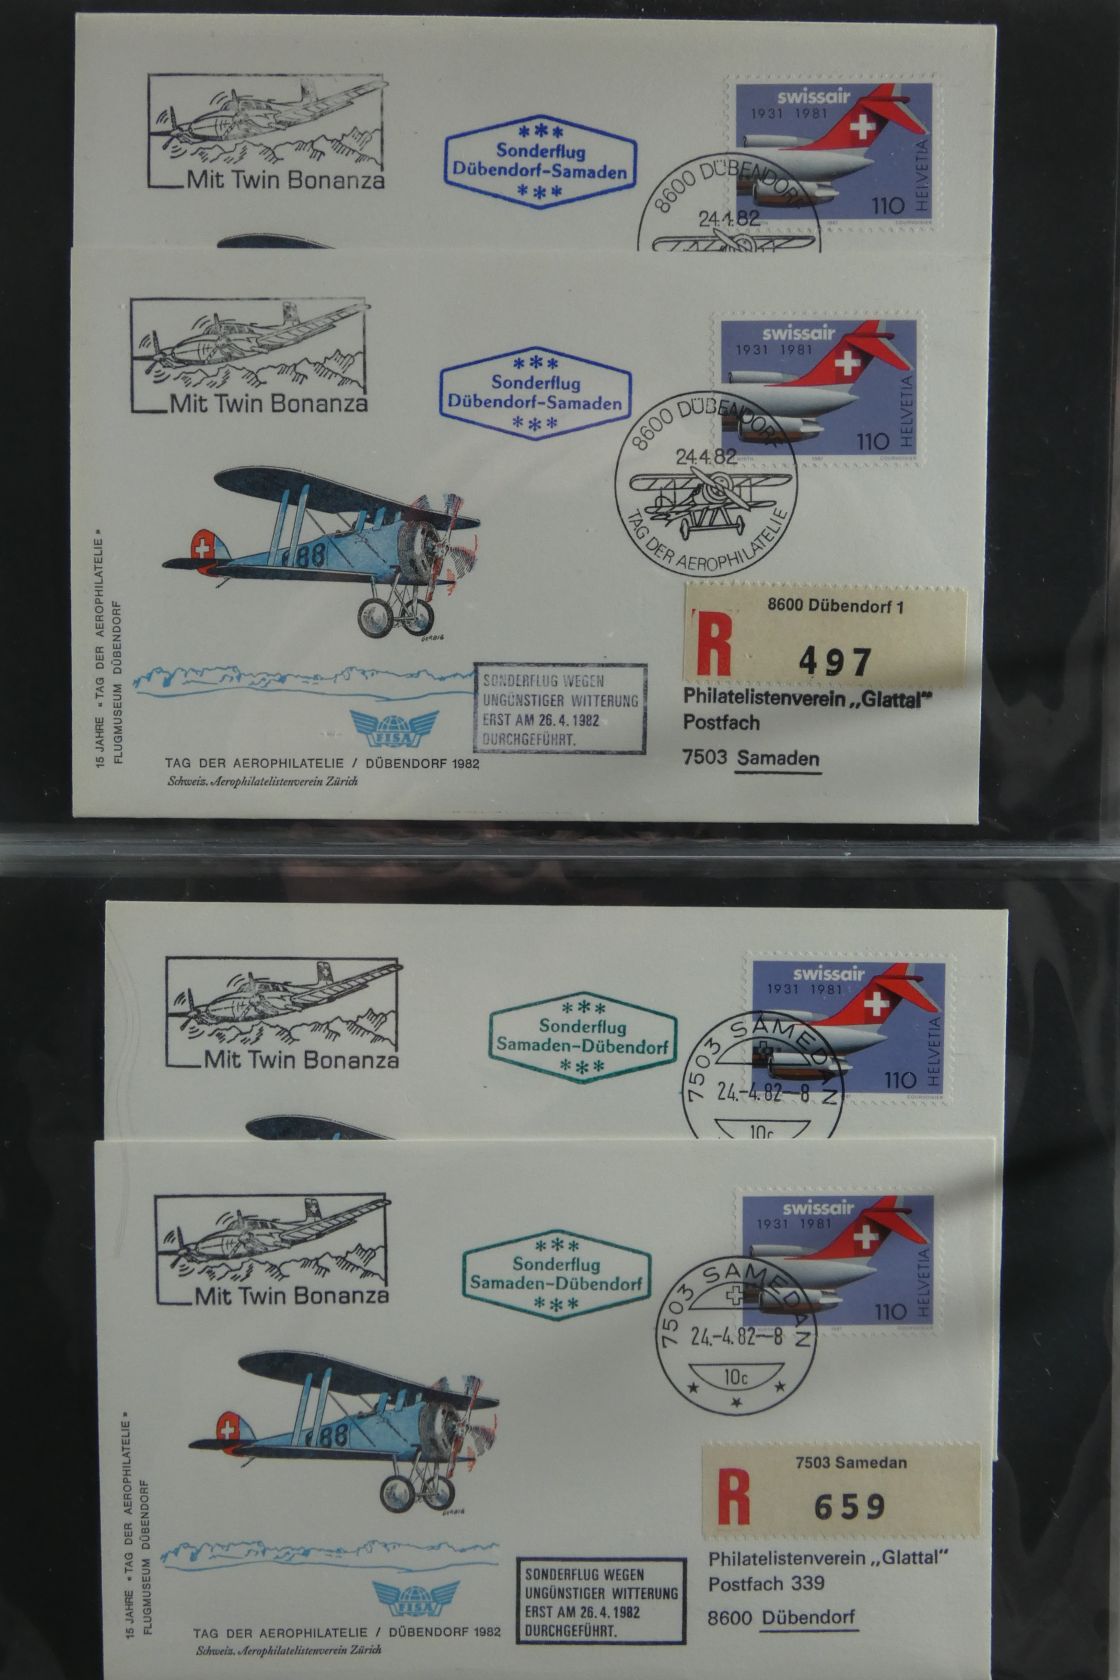 Mit Twin Bonanza
***
Sonderflug
Dübendorf-Samaden
***
swissair
1931 1981
HELVETIA
110
8600 DÜBENDORF
24.4.82
Mit Twin Bonanza
***
Sonderflug
Dübendorf-Samaden
***
swissair
1931 1981
HELVETIA
110
COURVOISIER
8600 DÜBENDORF
24.4.82
TAG DER AEROPHILATELIE
888
15 JAHRE « TAG DER AEROPHILATELIE »
FLUGMUSEUM DÜBENDORF
8600 Dübendorf 1
R
497
Philatelistenverein „Glattal“
Postfach
7503 Samaden
SONDERFLUG WEGEN
UNGÜNSTIGER WITTERUNG
ERST AM 26.4.1982
DURCHGEFÜHRT.
FISA
TAG DER AEROPHILATELIE / DÜBENDORF 1982
Schweiz. Aerophilatelistenverein Zürich
Mit Twin Bonanza
***
Sonderflug
Samaden-Dübendorf
***
swissair
1931 1981
HELVETIA
110
COURVOISIER
7503 SAMEDAN
24.-4.82--8
10c
Mit Twin Bonanza
***
Sonderflug
Samaden-Dübendorf
***
swissair
1931 1981
HELVETIA
110
7503 SAMEDAN
24.-4.82--8
10c
888
15 JAHRE « TAG DER AEROPHILATELIE »
FLUGMUSEUM DÜBENDORF
7503 Samedan
R
659
Philatelistenverein „Glattal“
Postfach 339
8600 Dübendorf
SONDERFLUG WEGEN
UNGÜNSTIGER WITTERUNG
ERST AM 26.4.1982
DURCHGEFÜHRT.
FISA
TAG DER AEROPHILATELIE / DÜBENDORF 1982
Schweiz. Aerophilatelistenverein Zürich